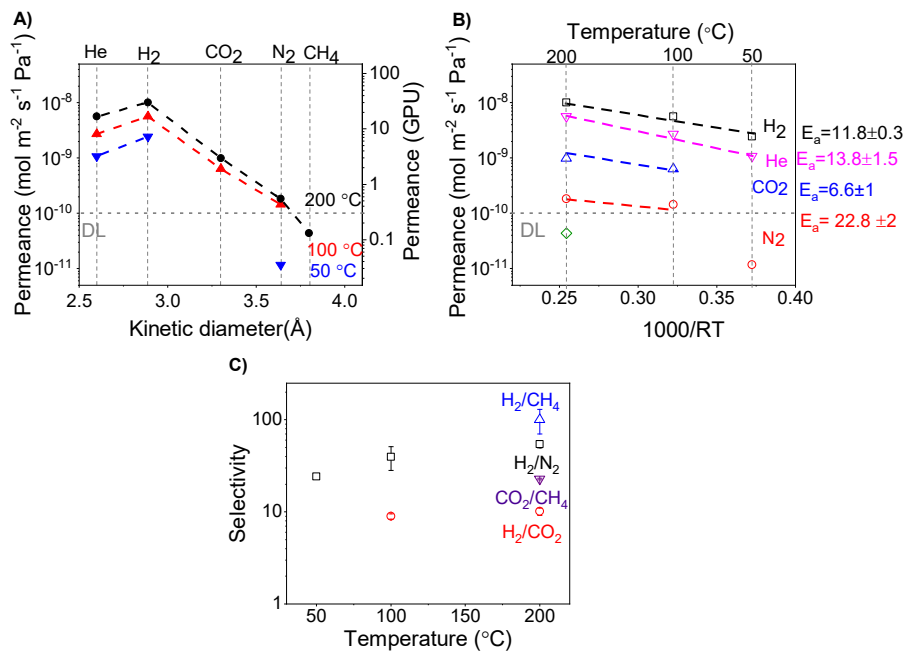 A)
He H₂ CO₂ N₂ CH₄
Permeance (mol m⁻² s⁻¹ Pa⁻¹)
10⁻⁸
10⁻⁹
10⁻¹⁰
10⁻¹¹
DL
200 °C
100 °C
50 °C
100
10
1
0.1
Permeance (GPU)
2.5 3.0 3.5 4.0
Kinetic diameter(Å)
B)
Temperature (°C)
200 100 50
Permeance (mol m⁻² s⁻¹ Pa⁻¹)
10⁻⁸
10⁻⁹
10⁻¹⁰
10⁻¹¹
DL
H₂ Eₐ=11.8±0.3
He Eₐ=13.8±1.5
CO₂ Eₐ=6.6±1
Eₐ= 22.8 ±2
N₂
0.25 0.30 0.35 0.40
1000/RT
C)
Selectivity
100
10
1
H₂/CH₄
H₂/N₂
CO₂/CH₄
H₂/CO₂
50 100 150 200
Temperature (°C)